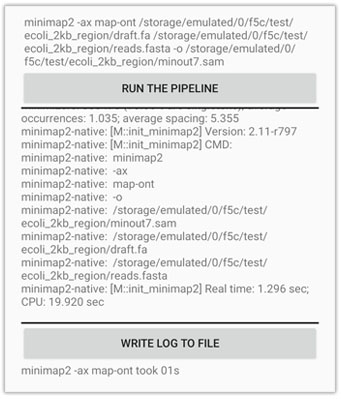 minimap2 -ax map-ont /storage/emulated/0/f5c/test/
ecoli_2kb_region/draft.fa /storage/emulated/0/f5c/test/
ecoli_2kb_region/reads.fasta -o /storage/emulated/0/
f5c/test/ecoli_2kb_region/minout7.sam
RUN THE PIPELINE
occurrences: 1.035; average spacing: 5.355
minimap2-native: [M::init_minimap2] Version: 2.11-r797
minimap2-native: [M::init_minimap2] CMD:
minimap2-native: minimap2
minimap2-native: -ax
minimap2-native: map-ont
minimap2-native: -o
minimap2-native: /storage/emulated/0/f5c/test/
ecoli_2kb_region/minout7.sam
minimap2-native: /storage/emulated/0/f5c/test/
ecoli_2kb_region/draft.fa
minimap2-native: /storage/emulated/0/f5c/test/
ecoli_2kb_region/reads.fasta
minimap2-native: [M::init_minimap2] Real time: 1.296 sec;
CPU: 19.920 sec
WRITE LOG TO FILE
minimap2 -ax map-ont took 01s